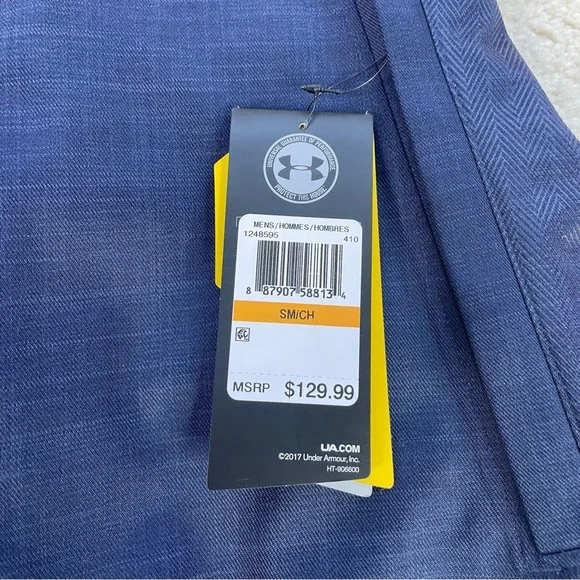 UNIVERSAL GUARANTEE OF PERFORMANCE
PROTECT THIS HOUSE
MENS/HOMMES/HOMBRES
1248595 410
8 87907 58813 4
SM/CH
MSRP $129.99
UA.COM
©2017 Under Armour, Inc.
HT-906600